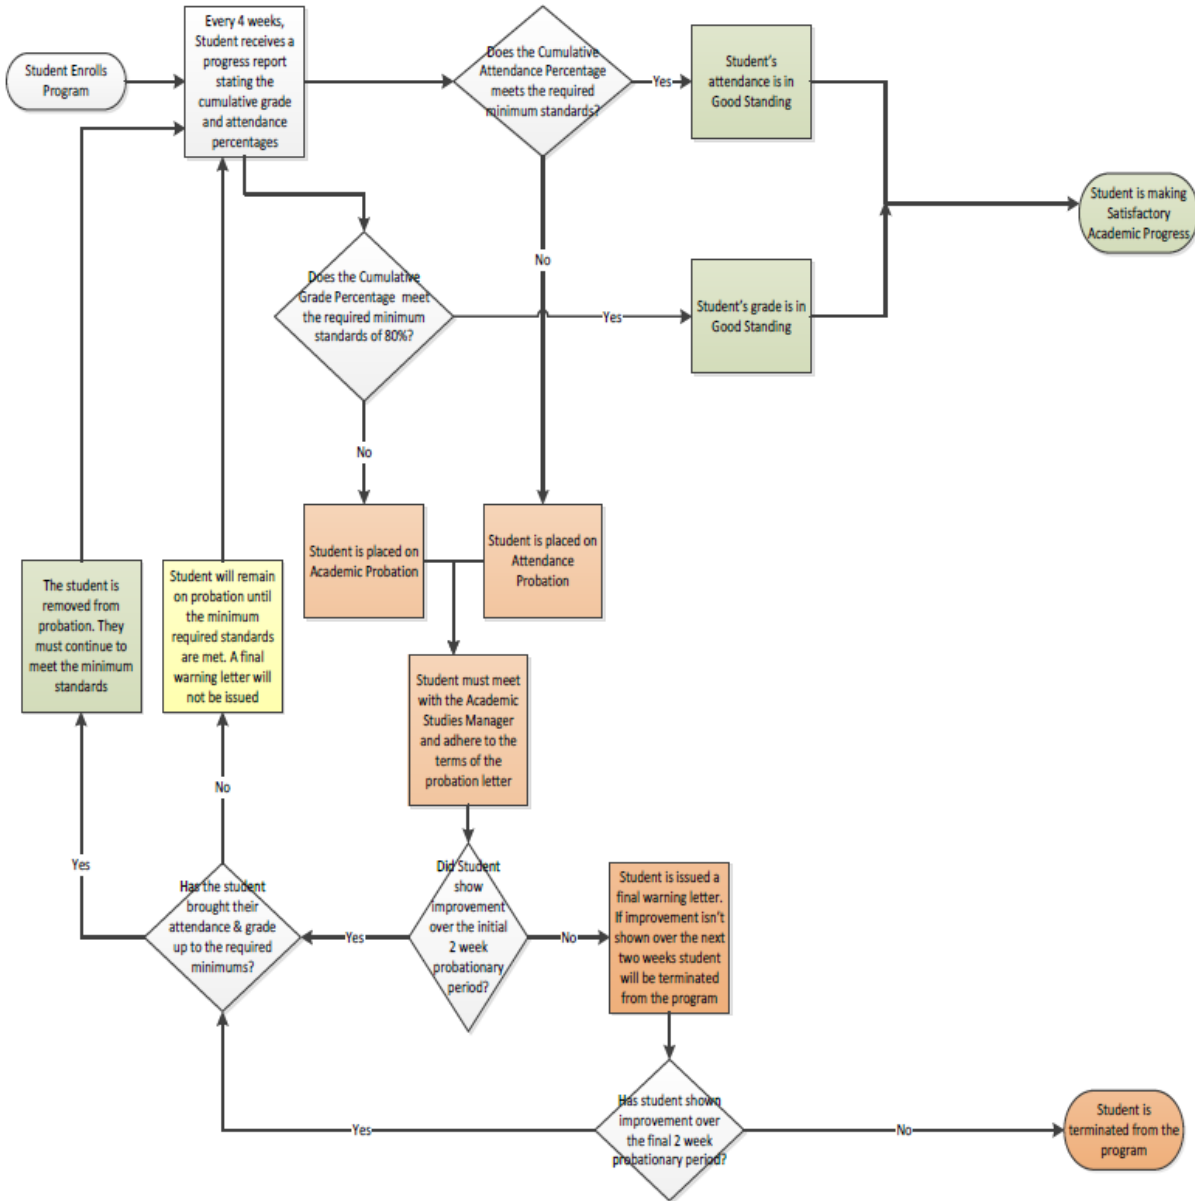 Student Enrolls
Program
Every 4 weeks,
Student receives a
progress report
stating the
cumulative grade
and attendance
percentages
Does the Cumulative
Attendance Percentage
meets the required
minimum standards?
Yes
Student's
attendance is in
Good Standing
Student is making
Satisfactory
Academic Progress
No
Does the Cumulative
Grade Percentage meet
the required minimum
standards of 80%?
Yes
Student's grade is in
Good Standing
No
Student is placed on
Academic Probation
Student is placed on
Attendance
Probation
The student is
removed from
probation. They
must continue to
meet the minimum
standards
Student will remain
on probation until
the minimum
required standards
are met. A final
warning letter will
not be issued
Student must meet
with the Academic
Studies Manager
and adhere to the
terms of the
probation letter
No
Yes
Has the student
brought their
attendance & grade
up to the required
minimums?
Yes
Did Student
show
improvement
over the initial
2 week
probationary
period?
No
Student is issued a
final warning letter.
If improvement isn't
shown over the next
two weeks student
will be terminated
from the program
Yes
Has student shown
improvement over
the final 2 week
probationary period?
No
Student is
terminated from the
program